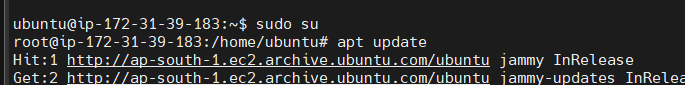 ubuntu@ip-172-31-39-183:~$ sudo su
root@ip-172-31-39-183:/home/ubuntu# apt update
Hit:1 http://ap-south-1.ec2.archive.ubuntu.com/ubuntu jammy InRelease
Get:2 http://ap-south-1.ec2.archive.ubuntu.com/ubuntu jammy-updates InRelea